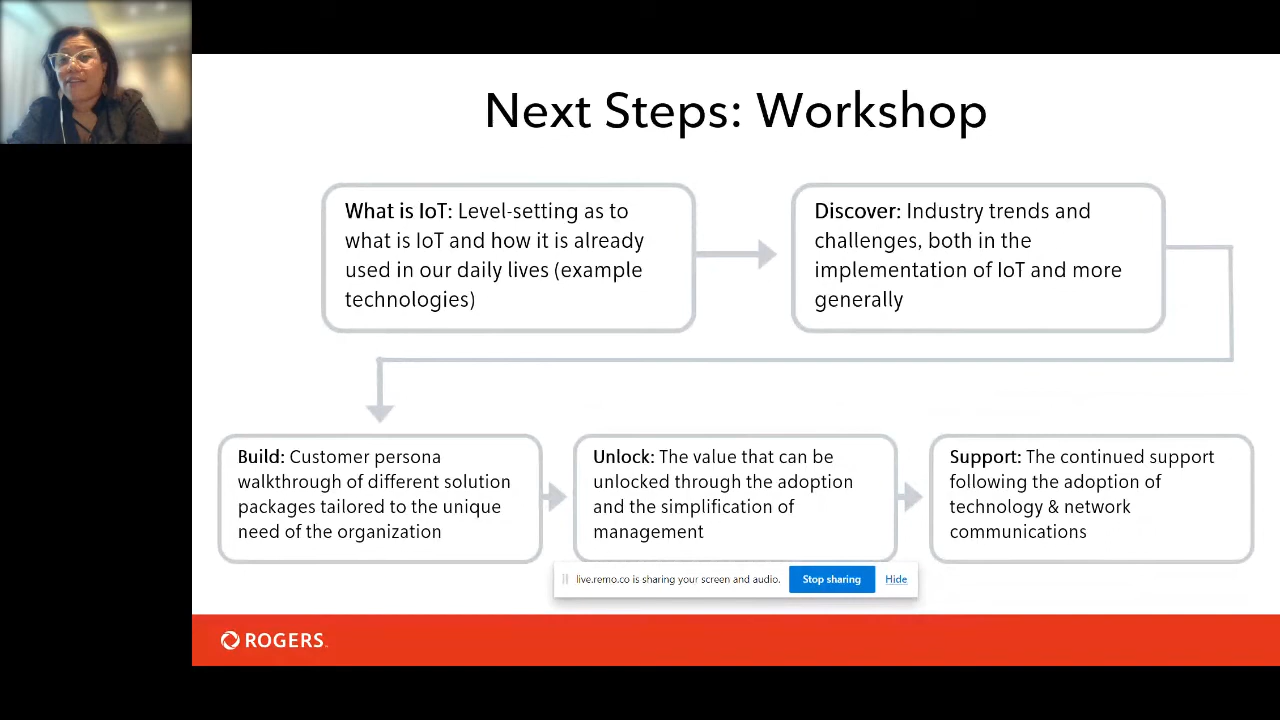 Next Steps: Workshop
What is IoT: Level-setting as to
what is IoT and how it is already
used in our daily lives (example
technologies)
Discover: Industry trends and
challenges, both in the
implementation of IoT and more
generally
Build: Customer persona
walkthrough of different solution
packages tailored to the unique
need of the organization
Unlock: The value that can be
unlocked through the adoption
and the simplification of
management
Support: The continued support
following the adoption of
technology & network
communications
live.remo.co is sharing your screen and audio. Stop sharing Hide
ROGERS™